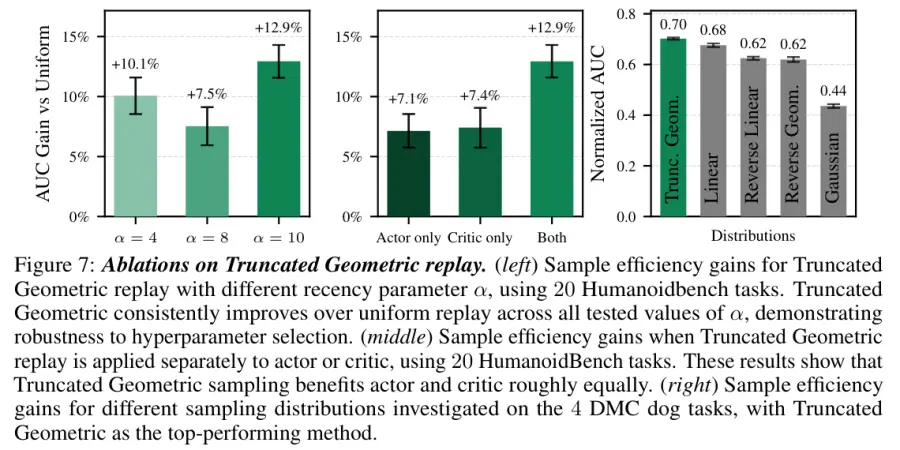 AUC Gain vs Uniform
15%
10%
5%
0%
+10.1%
+7.5%
+12.9%
α = 4
α = 8
α = 10
15%
10%
5%
0%
+7.1%
+7.4%
+12.9%
Actor only
Critic only
Both
Normalized AUC
0.8
0.6
0.4
0.2
0.0
0.70
0.68
0.62
0.62
0.44
Trunc. Geom.
Linear
Reverse Linear
Reverse Geom.
Gaussian
Distributions
Figure 7: Ablations on Truncated Geometric replay. (left) Sample efficiency gains for Truncated
Geometric replay with different recency parameter α, using 20 Humanoidbench tasks. Truncated
Geometric consistently improves over uniform replay across all tested values of α, demonstrating
robustness to hyperparameter selection. (middle) Sample efficiency gains when Truncated Geometric
replay is applied separately to actor or critic, using 20 HumanoidBench tasks. These results show that
Truncated Geometric sampling benefits actor and critic roughly equally. (right) Sample efficiency
gains for different sampling distributions investigated on the 4 DMC dog tasks, with Truncated
Geometric as the top-performing method.